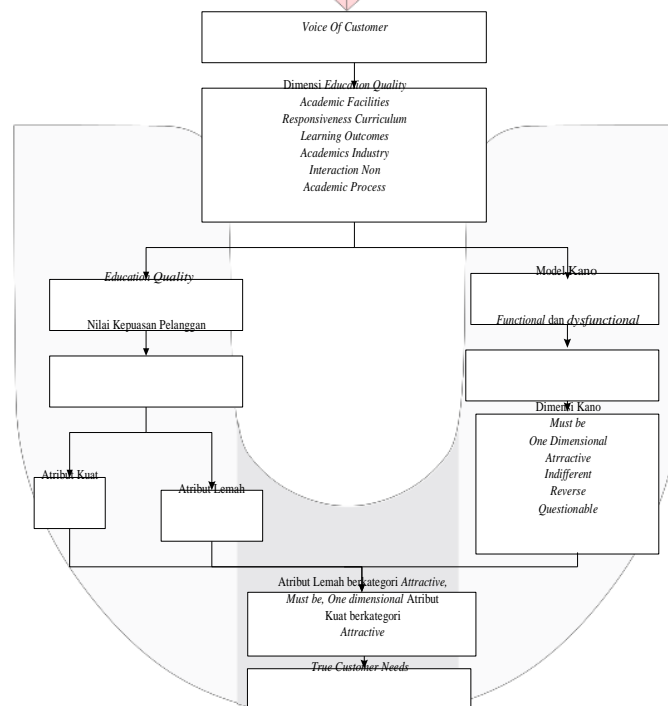 Voice Of Customer
Dimensi Education Quality
Academic Facilities
Responsiveness Curriculum
Learning Outcomes
Academics Industry
Interaction Non
Academic Process
Education Quality
Nilai Kepuasan Pelanggan
Model Kano
Functional dan dysfunctional
Dimensi Kano
Must be
One Dimensional
Atrractive
Indifferent
Reverse
Questionable
Atribut Kuat
Atribut Lemah
Atribut Lemah berkategori Attractive,
Must be, One dimensional Atribut
Kuat berkategori
Attractive
True Customer Needs